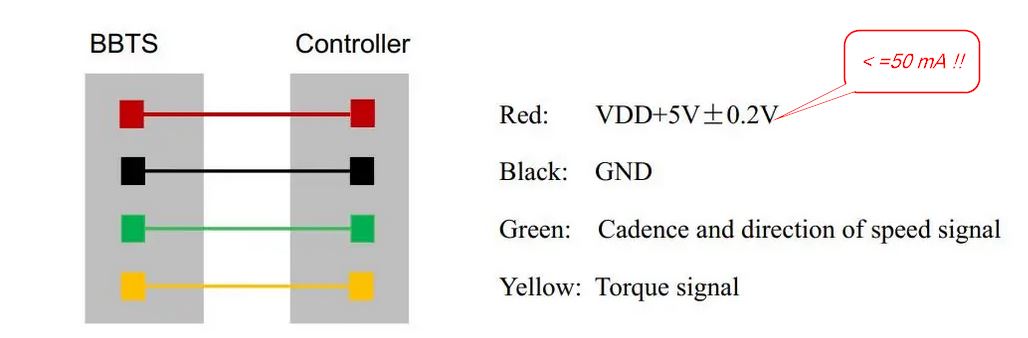 BBTS
Controller
< =50 mA !!
Red: VDD+5V±0.2V
Black: GND
Green: Cadence and direction of speed signal
Yellow: Torque signal